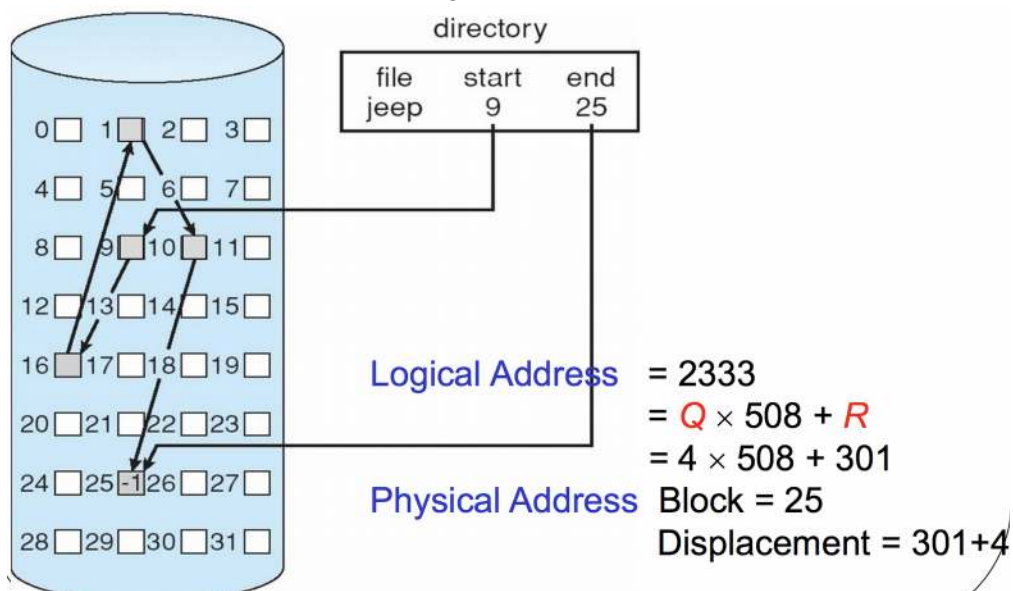 directory
file start end
jeep 9 25
0 1 2 3
4 5 6 7
8 9 10 11
12 13 14 15
16 17 18 19
20 21 22 23
24 25 -1 26 27
28 29 30 31
Logical Address = 2333
= Q × 508 + R
= 4 × 508 + 301
Physical Address Block = 25
Displacement = 301+4